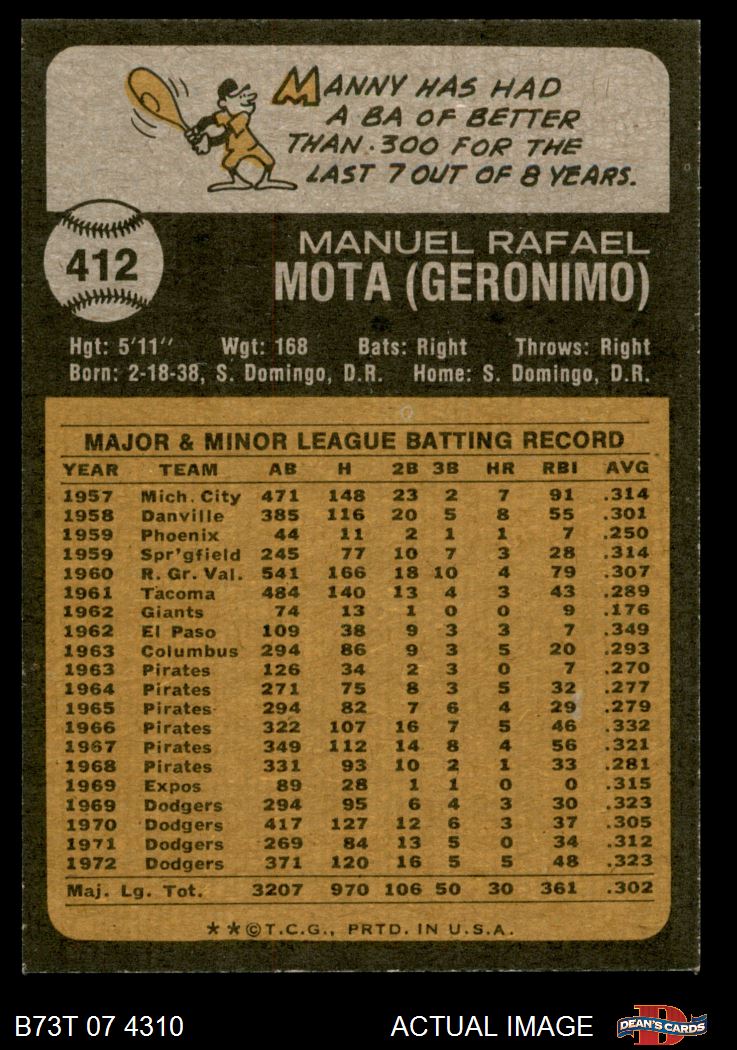 MANNY HAS HAD
A BA OF BETTER
THAN .300 FOR THE
LAST 7 OUT OF 8 YEARS.
412
MANUEL RAFAEL
MOTA (GERONIMO)
Hgt: 5'11'' Wgt: 168 Bats: Right Throws: Right
Born: 2-18-38, S. Domingo, D.R. Home: S. Domingo, D.R.
MAJOR & MINOR LEAGUE BATTING RECORD
YEAR TEAM AB H 2B 3B HR RBI AVG
1957 Mich. City 471 148 23 2 7 91 .314
1958 Danville 385 116 20 5 8 55 .301
1959 Phoenix 44 11 2 1 1 7 .250
1959 Spr'gfield 245 77 10 7 3 28 .314
1960 R. Gr. Val. 541 166 18 10 4 79 .307
1961 Tacoma 484 140 13 4 3 43 .289
1962 Giants 74 13 1 0 0 9 .176
1962 El Paso 109 38 9 3 3 7 .349
1963 Columbus 294 86 9 3 5 20 .293
1963 Pirates 126 34 2 3 0 7 .270
1964 Pirates 271 75 8 3 5 32 .277
1965 Pirates 294 82 7 6 4 29 .279
1966 Pirates 322 107 16 7 5 46 .332
1967 Pirates 349 112 14 8 4 56 .321
1968 Pirates 331 93 10 2 1 33 .281
1969 Expos 89 28 1 1 0 0 .315
1969 Dodgers 294 95 6 4 3 30 .323
1970 Dodgers 417 127 12 6 3 37 .305
1971 Dodgers 269 84 13 5 0 34 .312
1972 Dodgers 371 120 16 5 5 48 .323
Maj. Lg. Tot. 3207 970 106 50 30 361 .302
**©T.C.G., PRTD. IN U.S.A.
B73T 07 4310 ACTUAL IMAGE D DEAN'S CARDS